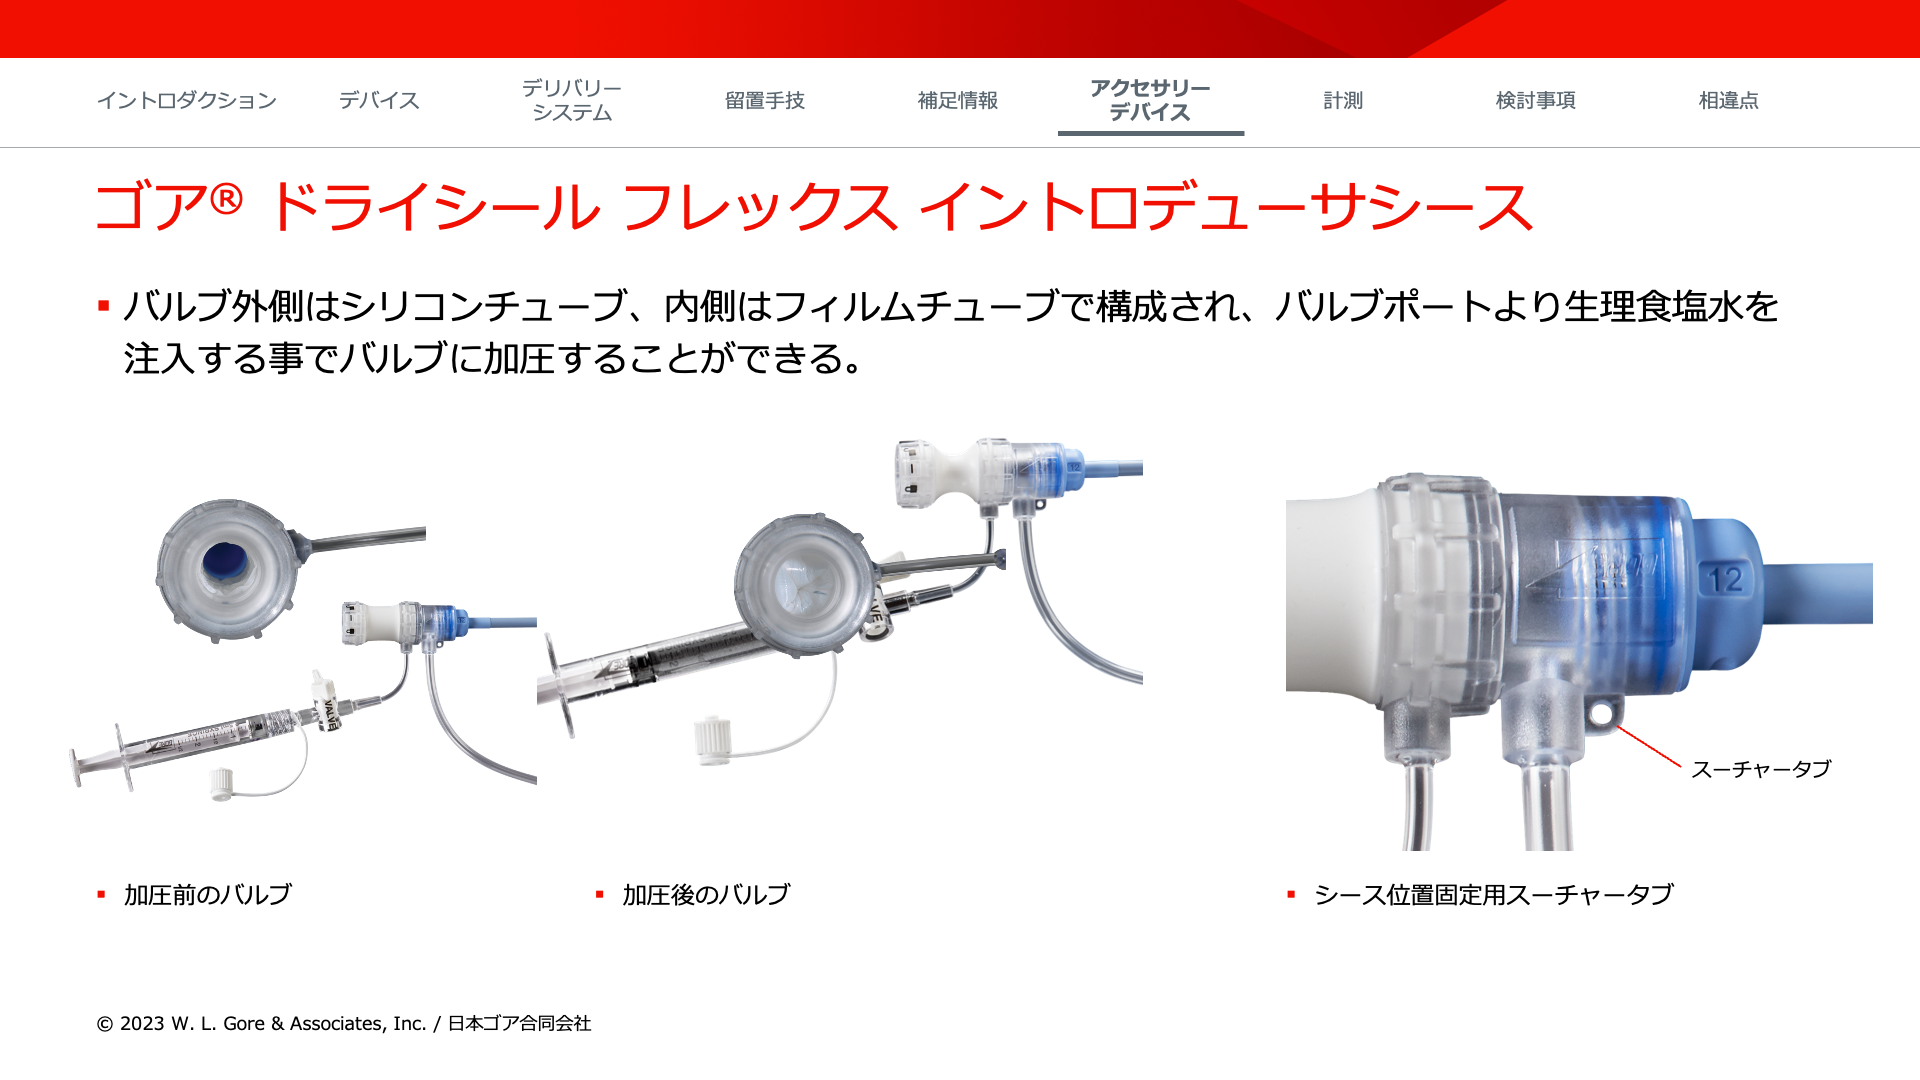 イントロダクション
デバイス
デリバリー
システム
留置手技
補足情報
アクセサリー
デバイス
計測
検討事項
相違点
ゴア® ドライシール フレックス イントロデューサシース
▪ バルブ外側はシリコンチューブ、内側はフィルムチューブで構成され、バルブポートより生理食塩水を
注入する事でバルブに加圧することができる。
12
VALVE
12
スーチャータブ
▪ 加圧前のバルブ
▪ 加圧後のバルブ
▪ シース位置固定用スーチャータブ
© 2023 W. L. Gore & Associates, Inc. / 日本ゴア合同会社